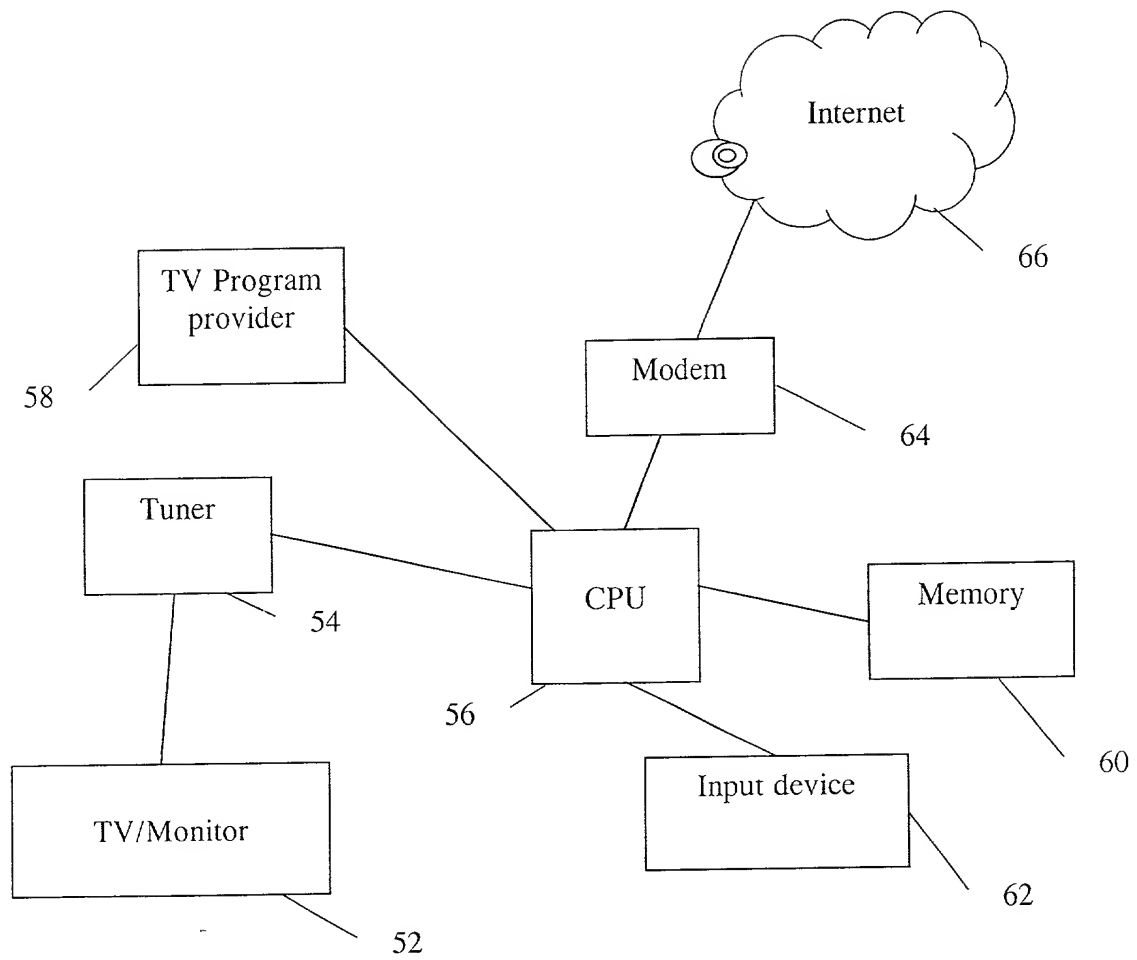 Internet
66
TV Program
provider
58
Modem
64
Tuner
54
CPU
56
Memory
60
Input device
62
TV/Monitor
52